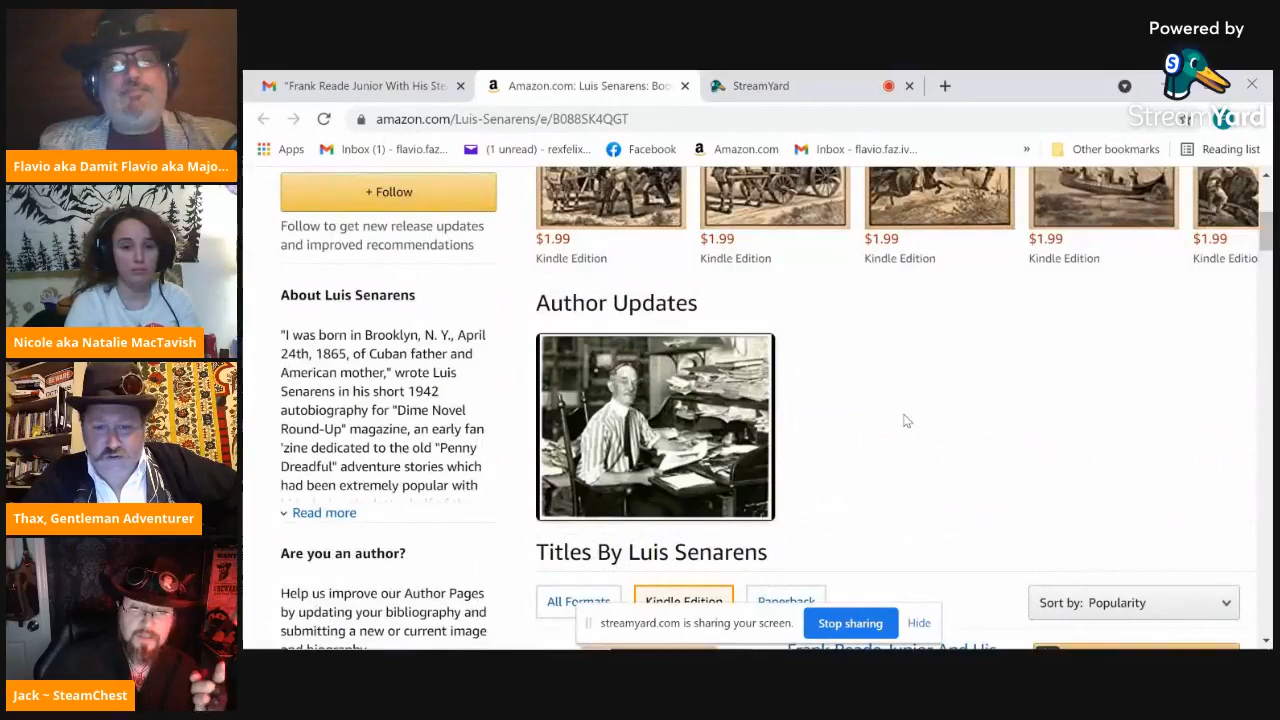 Powered by
StreamYard
"Frank Reade Junior With His Ste
Amazon.com: Luis Senarens: Boo
StreamYard
amazon.com/Luis-Senarens/e/B088SK4QGT
Apps
Inbox (1) - flavio.faz...
(1 unread) - rexfelix...
Facebook
Amazon.com
Inbox - flavio.faz.iv...
»
Other bookmarks
Reading list
+ Follow
Follow to get new release updates
and improved recommendations
$1.99
Kindle Edition
$1.99
Kindle Edition
$1.99
Kindle Edition
$1.99
Kindle Edition
$1.99
Kindle Editio
About Luis Senarens
"I was born in Brooklyn, N. Y., April
24th, 1865, of Cuban father and
American mother," wrote Luis
Senarens in his short 1942
autobiography for "Dime Novel
Round-Up" magazine, an early fan
'zine dedicated to the old "Penny
Dreadful" adventure stories which
had been extremely popular with
Read more
Are you an author?
Help us improve our Author Pages
by updating your bibliography and
submitting a new or current image
and biography.
Author Updates
Titles By Luis Senarens
All Formats
Kindle Edition
Paperback
Sort by: Popularity
Frank Reade Junior And His
streamyard.com is sharing your screen.
Stop sharing
Hide
Flavio aka Damit Flavio aka Majo...
Nicole aka Natalie MacTavish
Thax, Gentleman Adventurer
Jack ~ SteamChest